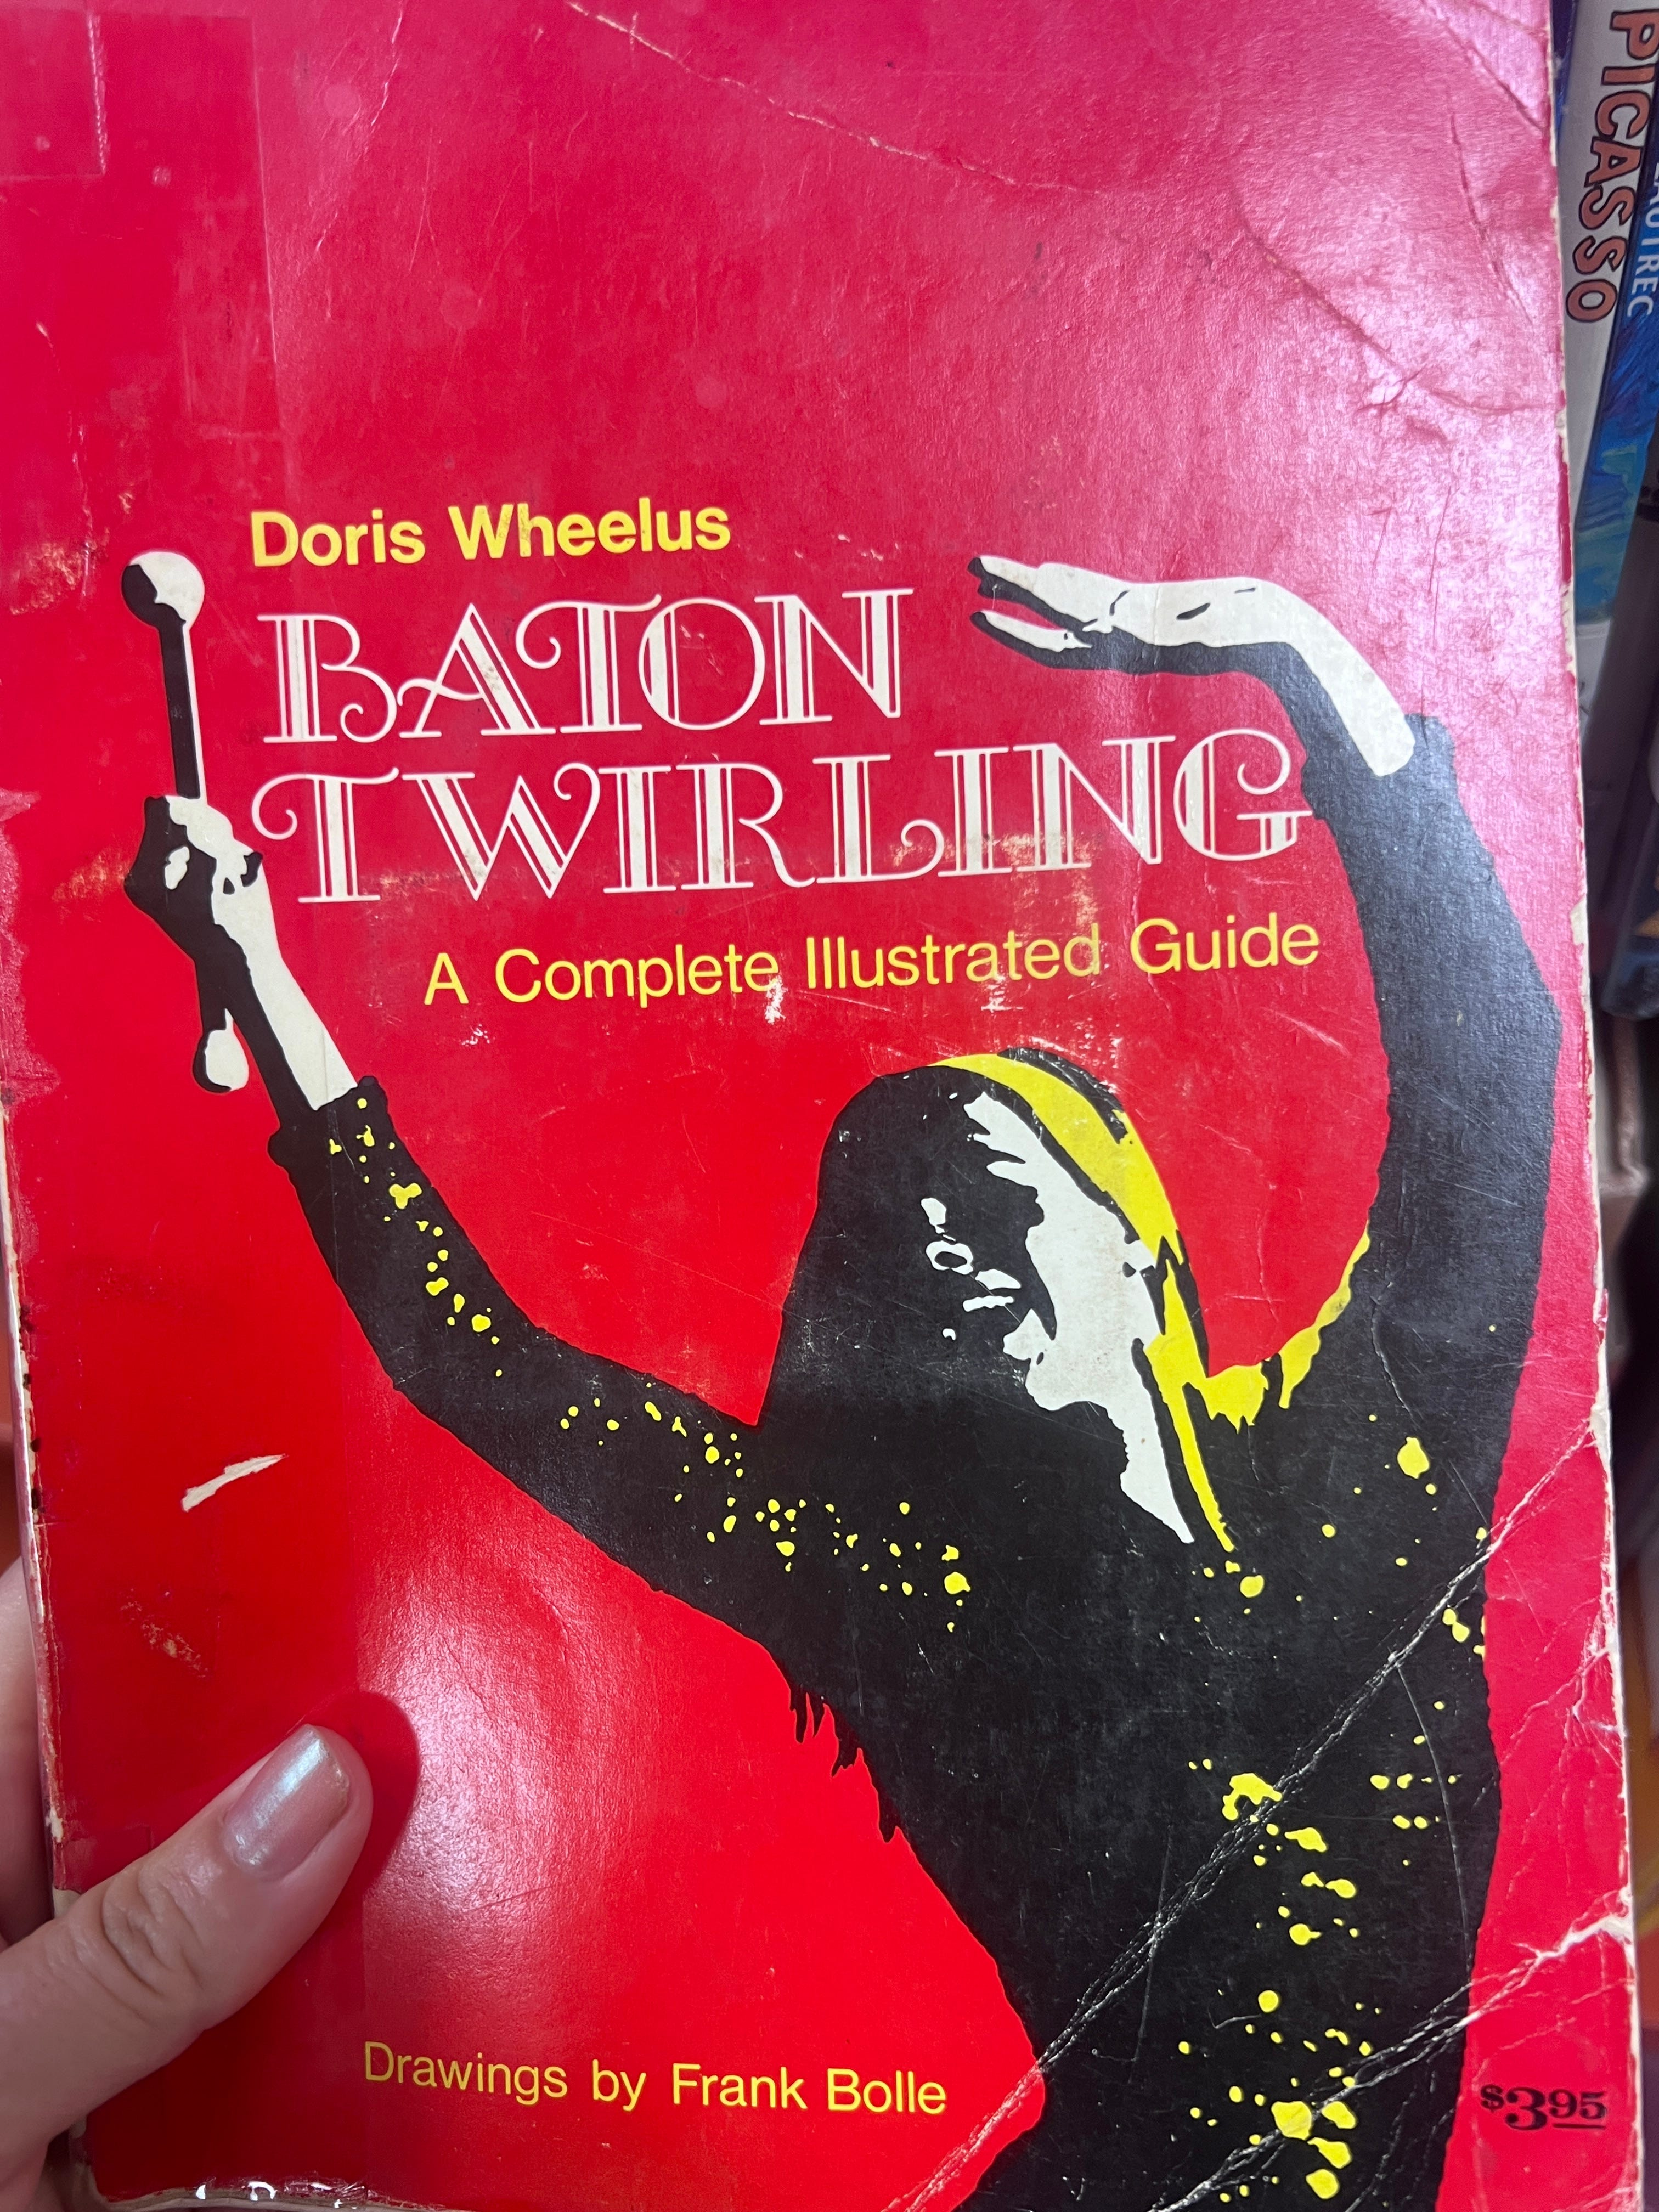 Doris Wheelus
BATON
TWIRLING
A Complete Illustrated Guide
Drawings by Frank Bolle
$3.95
PICASSO